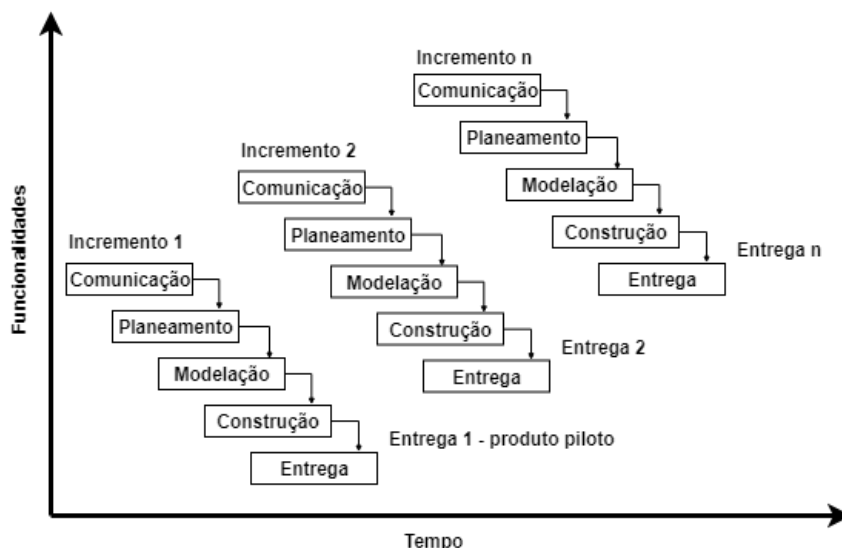 Incremento n
Comunicação
Planeamento
Modelação
Construção
Entrega
Entrega n
Incremento 2
Comunicação
Planeamento
Modelação
Construção
Entrega
Entrega 2
Incremento 1
Comunicação
Planeamento
Modelação
Construção
Entrega
Entrega 1 - produto piloto
Funcionalidades
Tempo